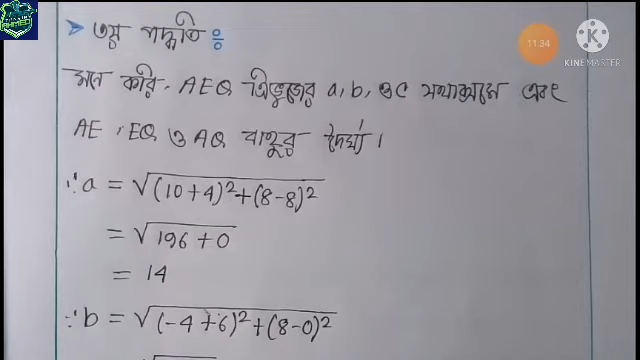 ➤ ৩য় পদ্ধতি ঃ
মনে করি, AEQ ত্রিভুজের a, b, ও c যথাক্রমে এবং
AE, EQ ও AQ বাহুর দৈর্ঘ্য।
∵ a = √(10+4)²+(8-8)²
= √196+0
= 14
∵ b = √(-4+6)²+(8-0)²
AHMED
11:34
KINEMASTER